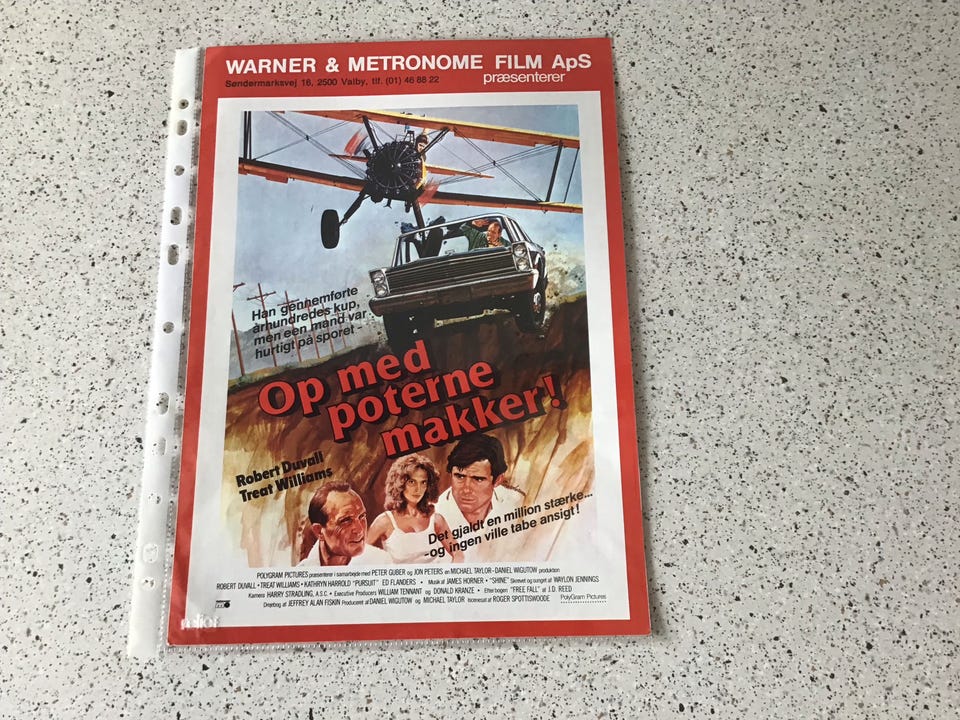 WARNER & METRONOME FILM ApS
Søndermarksvej 16, 2500 Valby, tlf. (01) 46 88 22
præsenterer
Han gennemførte
århundredes kup,
men een mand var
hurtigt på sporet -
Op med
poterne
makker!
Robert Duvall
Treat Williams
Det gjaldt en million stærke...
-og ingen ville tabe ansigt!
POLYGRAM PICTURES præsenterer i samarbejde med PETER GUBER og JON PETERS en MICHAEL TAYLOR-DANIEL WIGUTOW produktion
ROBERT DUVALL • TREAT WILLIAMS • KATHRYN HARROLD "PURSUIT" ED FLANDERS • Musik af JAMES HORNER • "SHINE" Skrevet og sunget af WAYLON JENNINGS
Kamera HARRY STRADLING, A.S.C. • Executive Producers WILLIAM TENNANT og DONALD KRANZE • Efter bogen "FREE FALL" af J.D. REED
Drejebog af JEFFREY ALAN FISKIN Produceret af DANIEL WIGUTOW og MICHAEL TAYLOR Iscenesat af ROGER SPOTTISWOODE
PolyGram Pictures